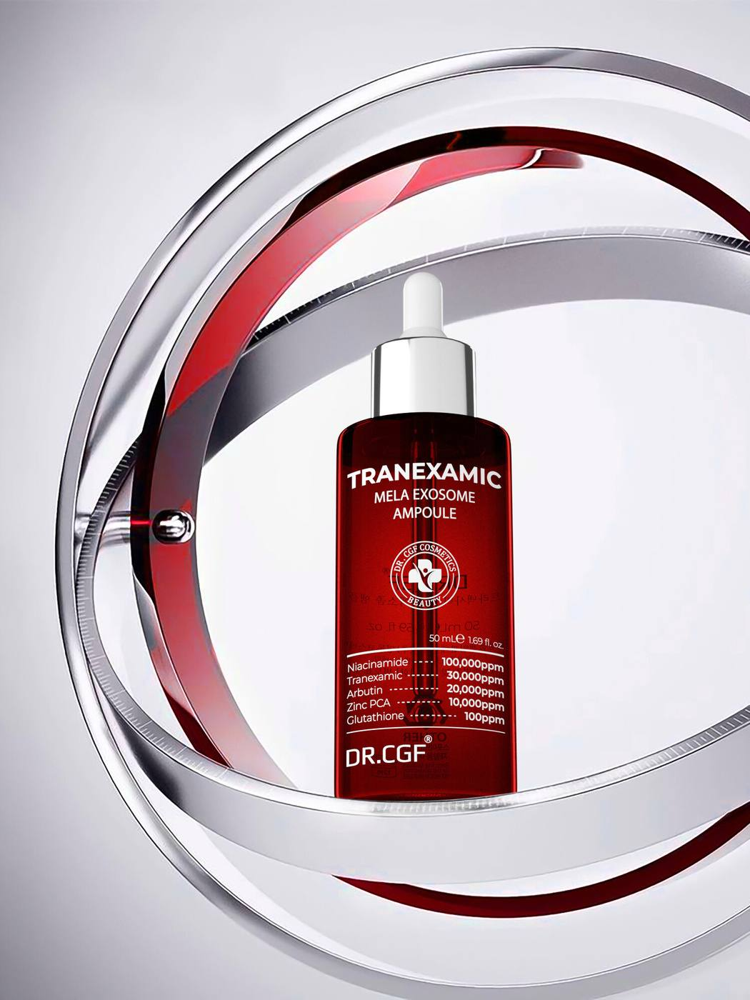 TRANEXAMIC
MELA EXOSOME
AMPOULE
DR. CGF COSMETICS
BEAUTY
50 mL℮ 1.69 fl. oz.
Niacinamide ---- 100,000ppm
Tranexamic ------ 30,000ppm
Arbutin --------- 20,000ppm
Zinc PCA -------- 10,000ppm
Glutathione --------- 100ppm
DR.CGF®